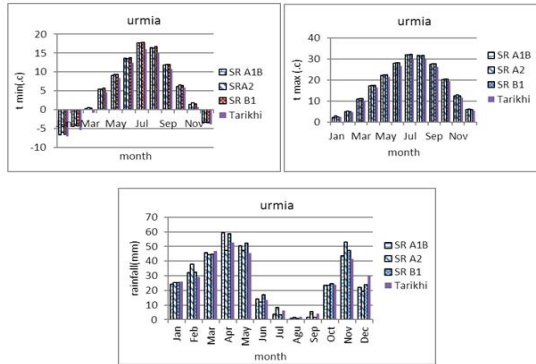 urmia
t min(.c)
20
15
10
5
0
-5
-10
Mar
May
Jul
Sep
Nov
month
SR A1B
SRA2
SR B1
Tarikhi
urmia
t max (.c)
40
30
20
10
0
Jan
Mar
May
Jul
Sep
Nov
month
SR A1B
SR A2
SR B1
Tarikhi
urmia
rainfall(mm)
70
60
50
40
30
20
10
0
Jan
Feb
Mar
Apr
May
Jun
Jul
Agu
Sep
Oct
Nov
Dec
month
SR A1B
SR A2
SR B1
Tarikhi